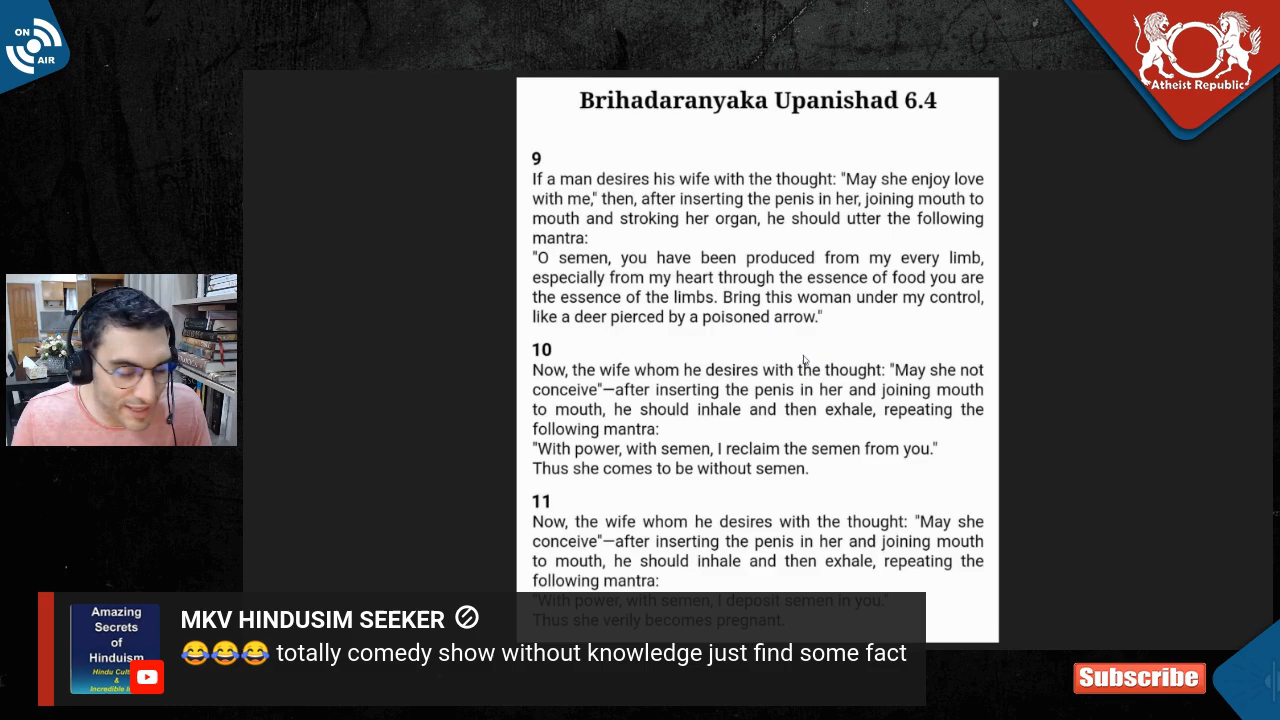 ON
AIR
Atheist Republic
Brihadaranyaka Upanishad 6.4
9
If a man desires his wife with the thought: "May she enjoy love
with me," then, after inserting the penis in her, joining mouth to
mouth and stroking her organ, he should utter the following
mantra:
"O semen, you have been produced from my every limb,
especially from my heart through the essence of food you are
the essence of the limbs. Bring this woman under my control,
like a deer pierced by a poisoned arrow."
10
Now, the wife whom he desires with the thought: "May she not
conceive"—after inserting the penis in her and joining mouth
to mouth, he should inhale and then exhale, repeating the
following mantra:
"With power, with semen, I reclaim the semen from you."
Thus she comes to be without semen.
11
Now, the wife whom he desires with the thought: "May she
conceive"—after inserting the penis in her and joining mouth
to mouth, he should inhale and then exhale, repeating the
following mantra:
"With power, with semen, I deposit semen in you."
Thus she verily becomes pregnant.
Amazing
Secrets
of
Hinduism
Hindu Cult
&
Incredible
MKV HINDUSIM SEEKER
😂😂😂 totally comedy show without knowledge just find some fact
Subscribe